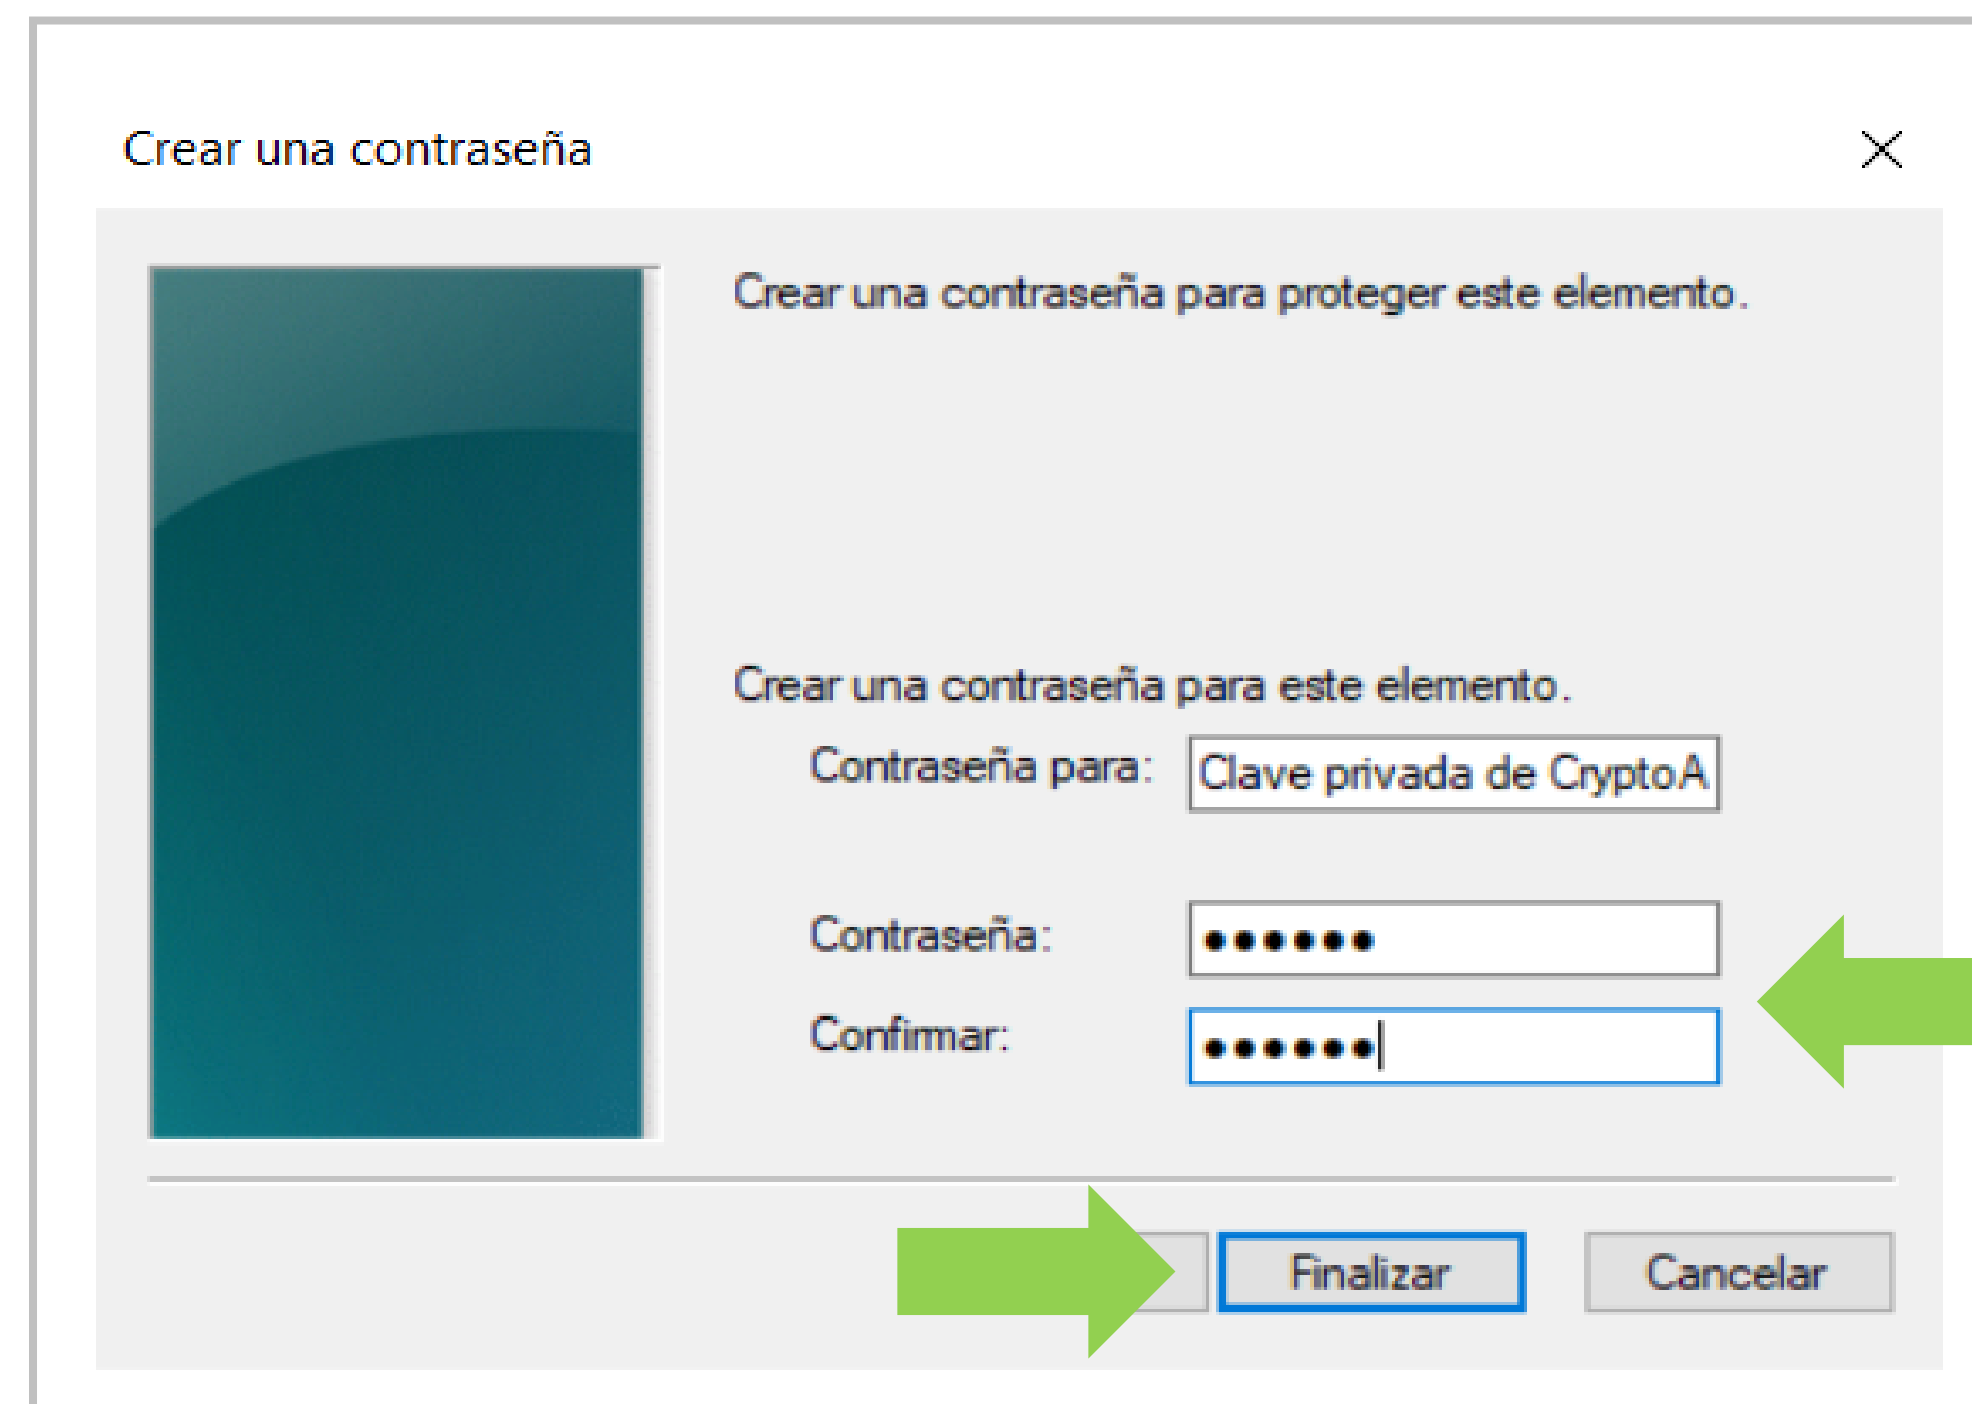 Crear una contraseña
Crear una contraseña para proteger este elemento.
Crear una contraseña para este elemento.
Contraseña para: Clave privada de CryptoA
Contraseña: ●●●●●●
Confirmar: ●●●●●●
Finalizar Cancelar